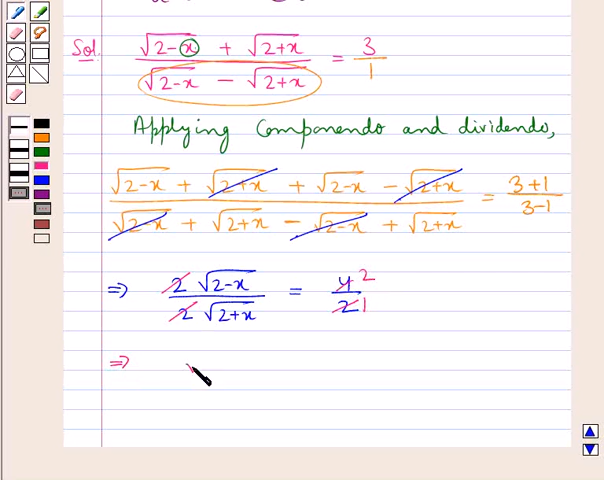 Sol. (√2-x + √2+x) / (√2-x - √2+x) = 3/1
Applying Componendo and dividendo,
(√2-x + √2+x + √2-x - √2+x) / (√2-x + √2+x - √2-x + √2+x) = (3+1) / (3-1)
⇒ 2 √2-x / 2 √2+x = 4 2 / 2 1
⇒